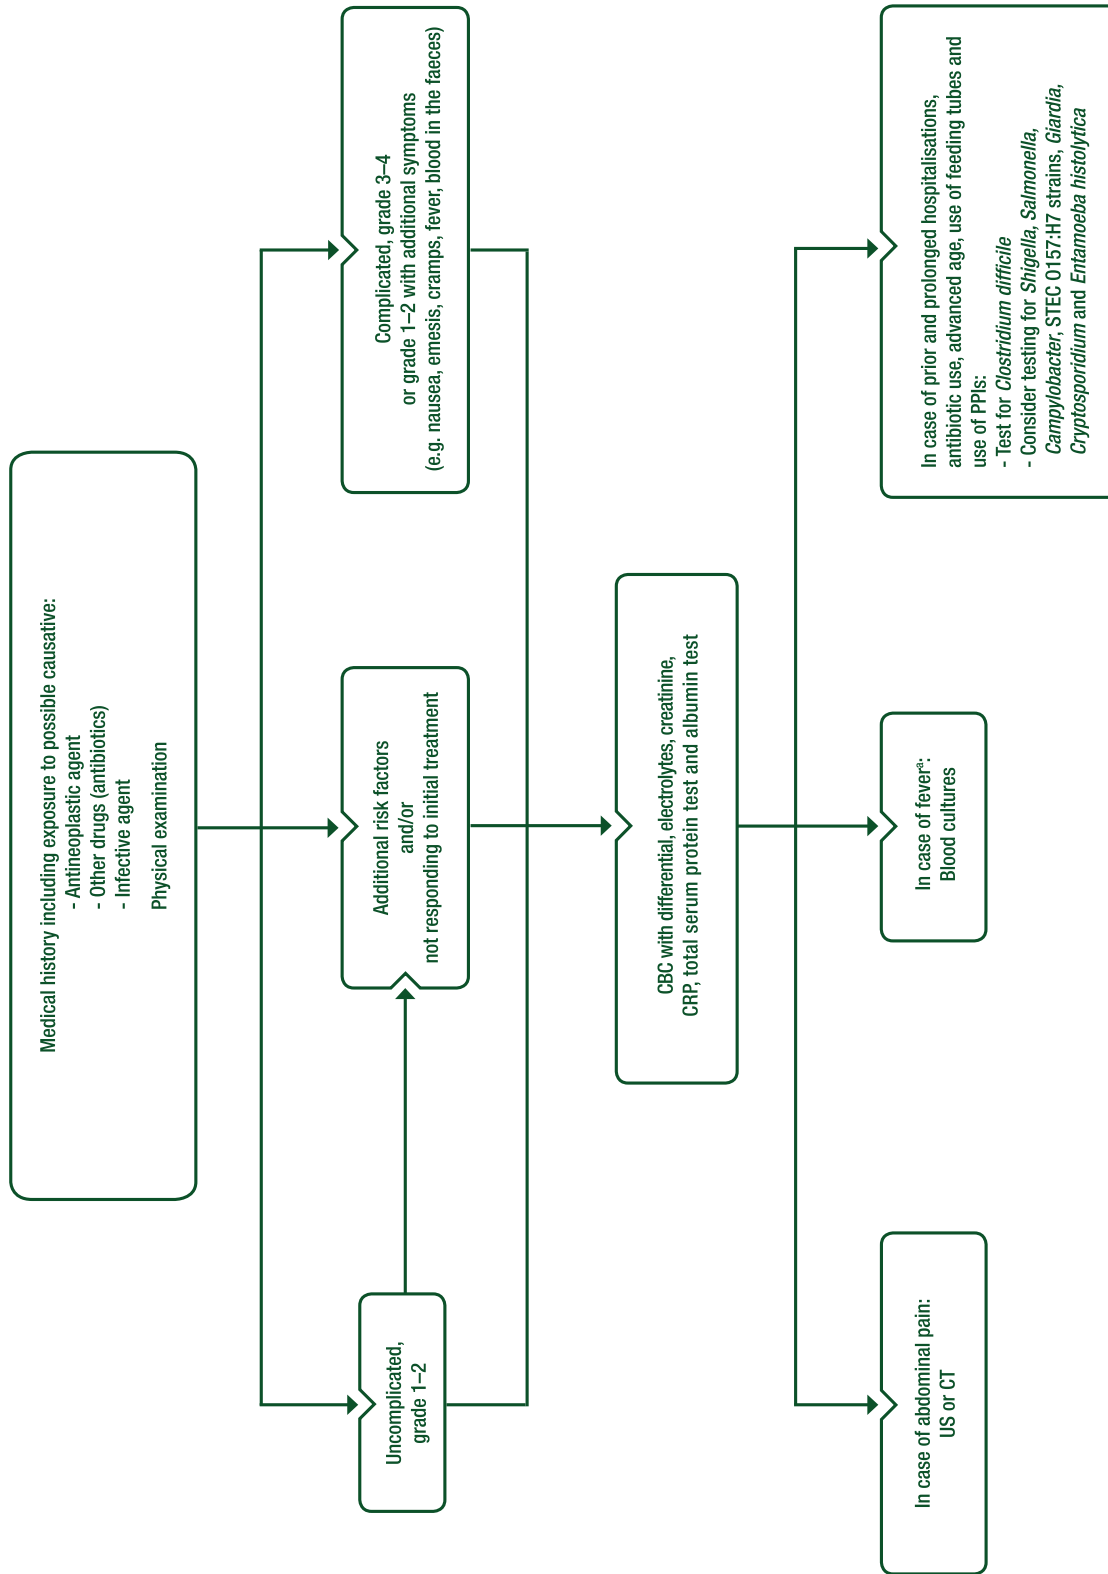 Medical history including exposure to possible causative:
- Antineoplastic agent
- Other drugs (antibiotics)
- Infective agent
Physical examination
Uncomplicated,
grade 1–2
Additional risk factors
and/or
not responding to initial treatment
Complicated, grade 3–4
or grade 1–2 with additional symptoms
(e.g. nausea, emesis, cramps, fever, blood in the faeces)
CBC with differential, electrolytes, creatinine,
CRP, total serum protein test and albumin test
In case of abdominal pain:
US or CT
In case of feverª:
Blood cultures
In case of prior and prolonged hospitalisations,
antibiotic use, advanced age, use of feeding tubes and
use of PPIs:
- Test for Clostridium difficile
- Consider testing for Shigella, Salmonella,
Campylobacter, STEC O157:H7 strains, Giardia,
Cryptosporidium and Entamoeba histolytica